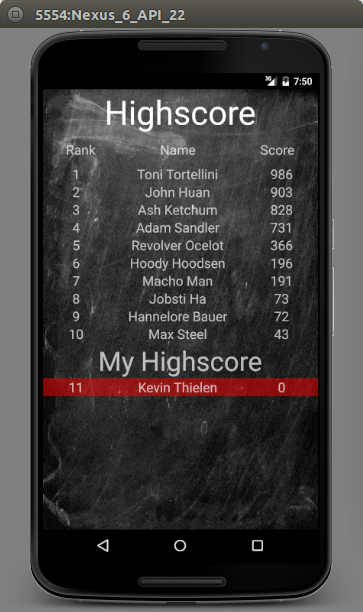 5554:Nexus_6_API_22
3G 7:50
Highscore
Rank Name Score
1 Toni Tortellini 986
2 John Huan 903
3 Ash Ketchum 828
4 Adam Sandler 731
5 Revolver Ocelot 366
6 Hoody Hoodsen 196
7 Macho Man 191
8 Jobsti Ha 73
9 Hannelore Bauer 72
10 Max Steel 43
My Highscore
11 Kevin Thielen 0